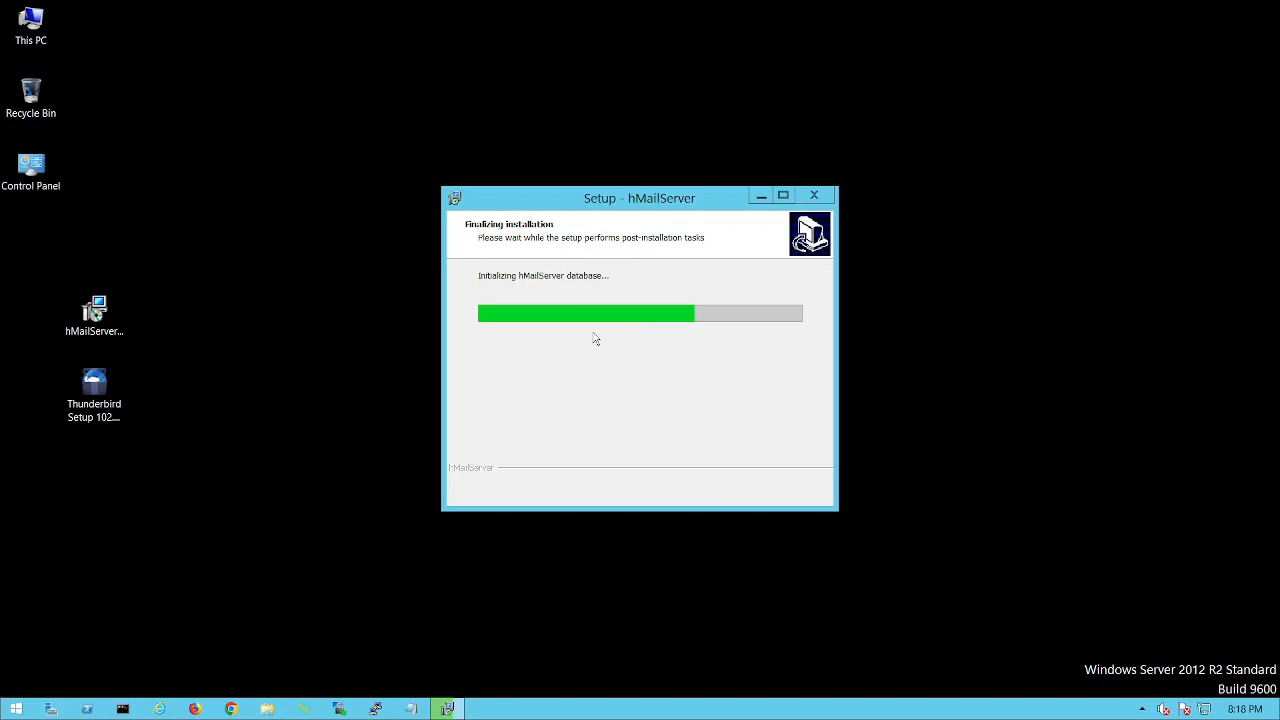 This PC
Recycle Bin
Control Panel
hMailServer...
Thunderbird
Setup 102....
Setup - hMailServer
Finalizing installation
Please wait while the setup performs post-installation tasks
Initializing hMailServer database...
hMailServer
Windows Server 2012 R2 Standard
Build 9600
8:18 PM